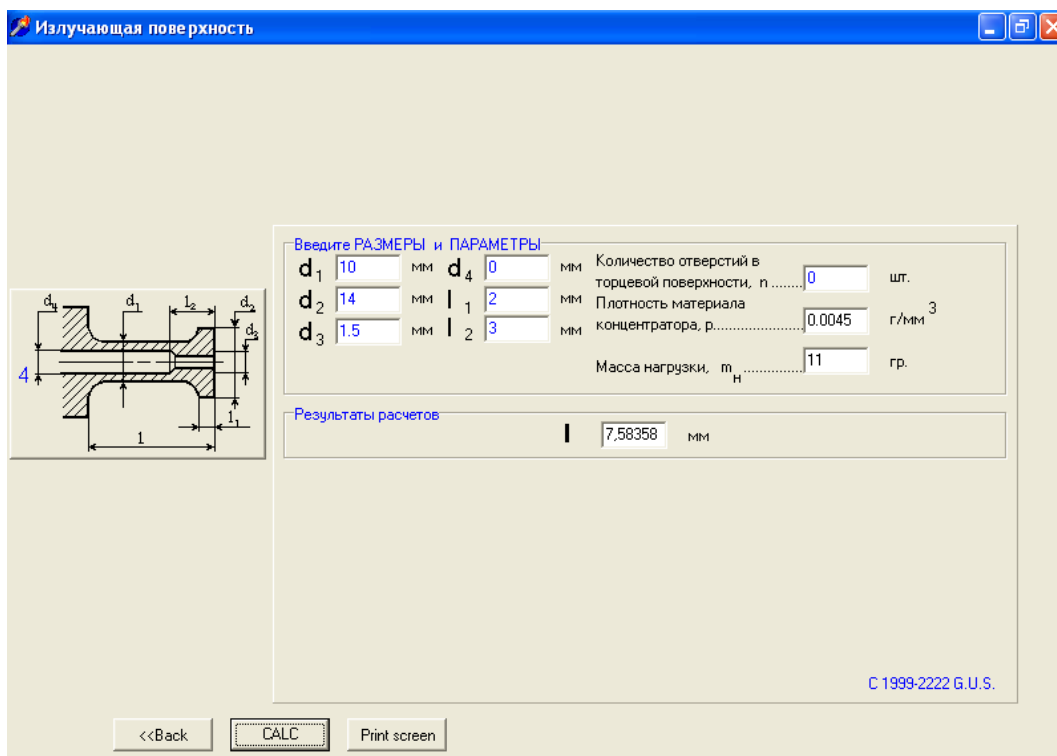 Излучающая поверхность
Введите РАЗМЕРЫ и ПАРАМЕТРЫ
d1 10 мм d4 0 мм
d2 14 мм l1 2 мм
d3 1.5 мм l2 3 мм
Количество отверстий в
торцевой поверхности, n ....... 0 шт.
Плотность материала
концентратора, р.................... 0.0045 г/мм3
Масса нагрузки, mн.............. 11 гр.
Результаты расчетов
l 7,58358 мм
d4 d1 l2 d2
d3
4
l1
l
С 1999-2222 G.U.S.
<<Back CALC Print screen